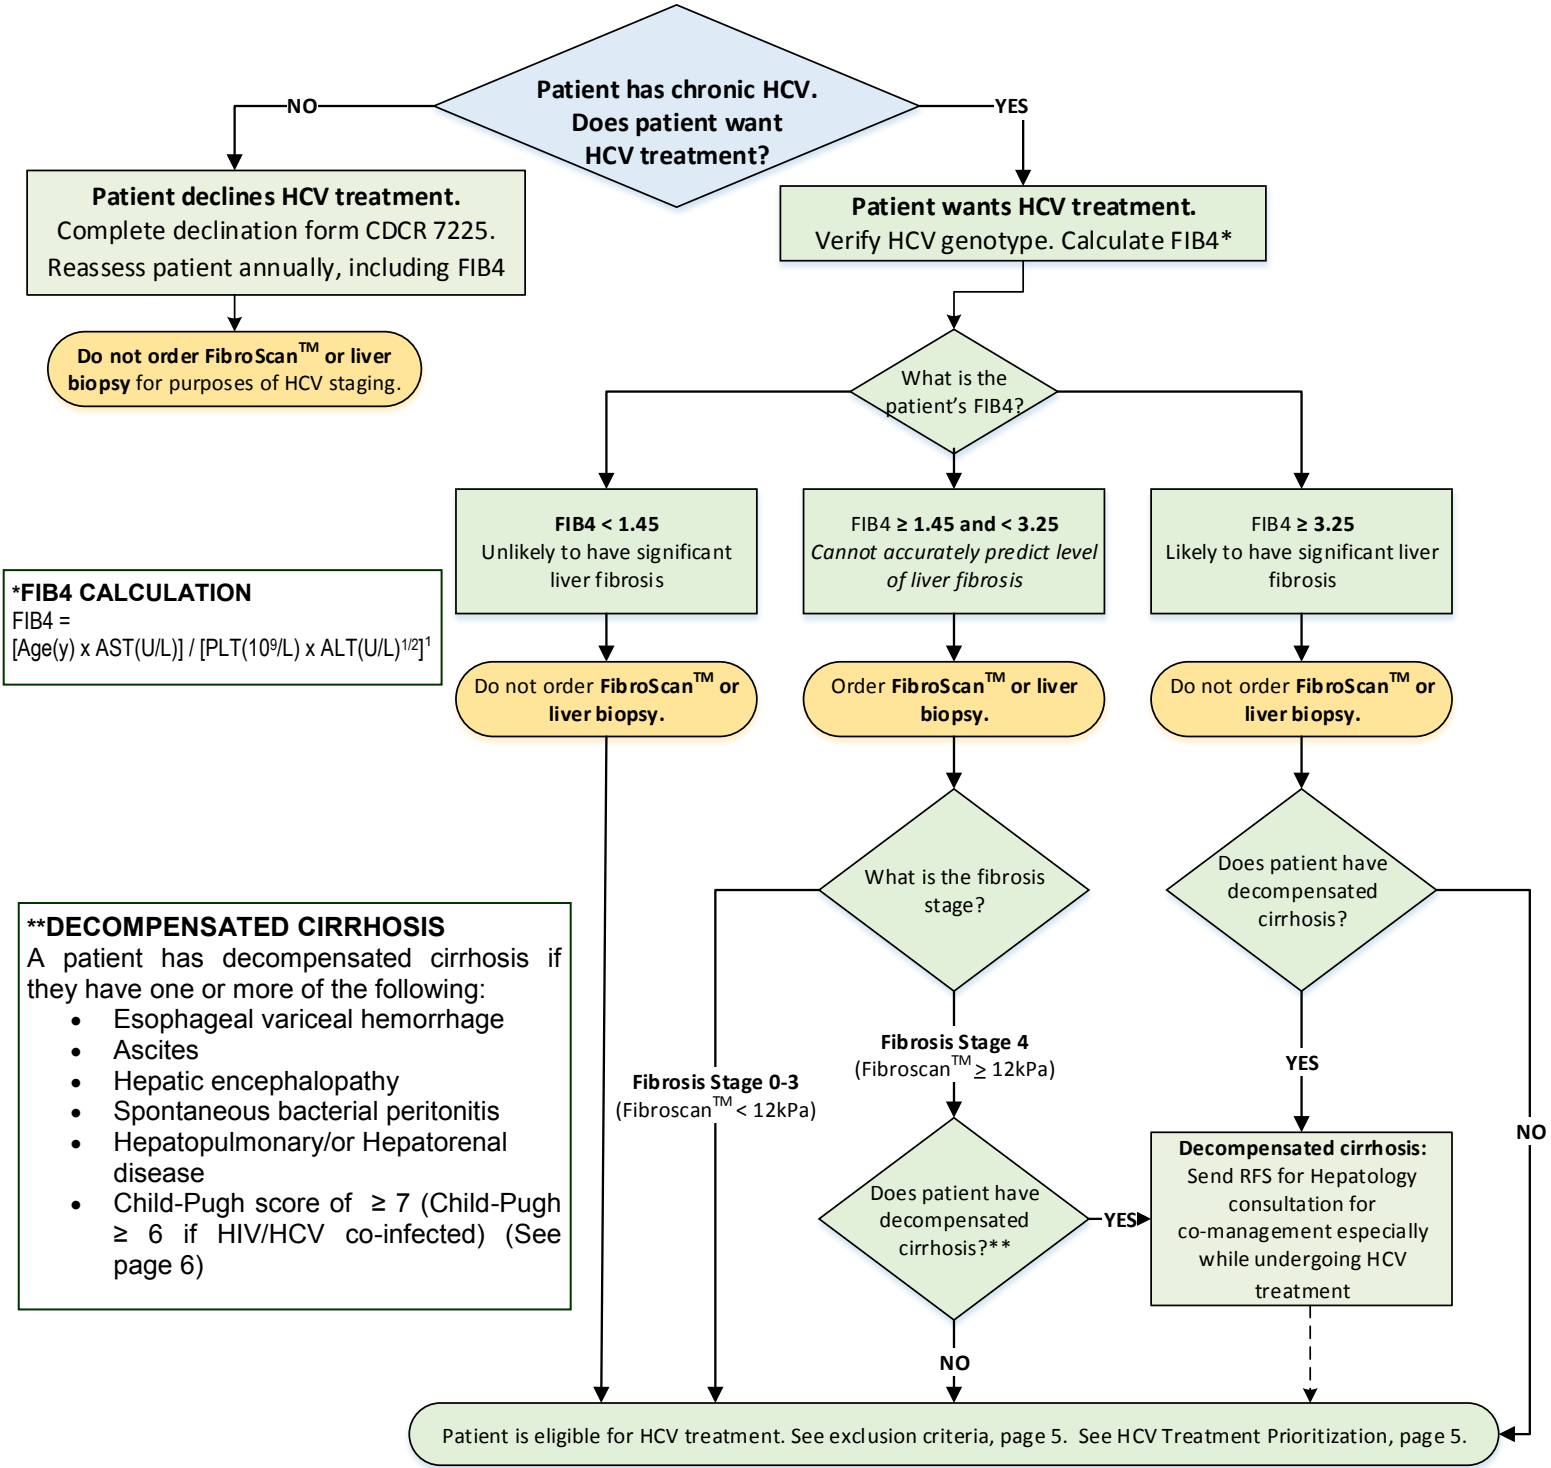 Patient has chronic HCV.
Does patient want
HCV treatment?
NO
YES
Patient declines HCV treatment.
Complete declination form CDCR 7225.
Reassess patient annually, including FIB4
Patient wants HCV treatment.
Verify HCV genotype. Calculate FIB4*
Do not order FibroScan™ or liver
biopsy for purposes of HCV staging.
What is the
patient’s FIB4?
FIB4 < 1.45
Unlikely to have significant
liver fibrosis
FIB4 ≥ 1.45 and < 3.25
Cannot accurately predict level
of liver fibrosis
FIB4 ≥ 3.25
Likely to have significant liver
fibrosis
*FIB4 CALCULATION
FIB4 =
[Age(y) x AST(U/L)] / [PLT(10⁹/L) x ALT(U/L)¹ᐟ²]¹
Do not order FibroScan™ or
liver biopsy.
Order FibroScan™ or liver
biopsy.
Do not order FibroScan™ or
liver biopsy.
What is the fibrosis
stage?
Does patient have
decompensated
cirrhosis?
**DECOMPENSATED CIRRHOSIS
A patient has decompensated cirrhosis if
they have one or more of the following:
• Esophageal variceal hemorrhage
• Ascites
• Hepatic encephalopathy
• Spontaneous bacterial peritonitis
• Hepatopulmonary/or Hepatorenal
disease
• Child-Pugh score of ≥ 7 (Child-Pugh
≥ 6 if HIV/HCV co-infected) (See
page 6)
Fibrosis Stage 0-3
(Fibroscan™ < 12kPa)
Fibrosis Stage 4
(Fibroscan™ ≥ 12kPa)
YES
NO
Does patient have
decompensated
cirrhosis?**
YES
Decompensated cirrhosis:
Send RFS for Hepatology
consultation for
co-management especially
while undergoing HCV
treatment
NO
Patient is eligible for HCV treatment. See exclusion criteria, page 5. See HCV Treatment Prioritization, page 5.